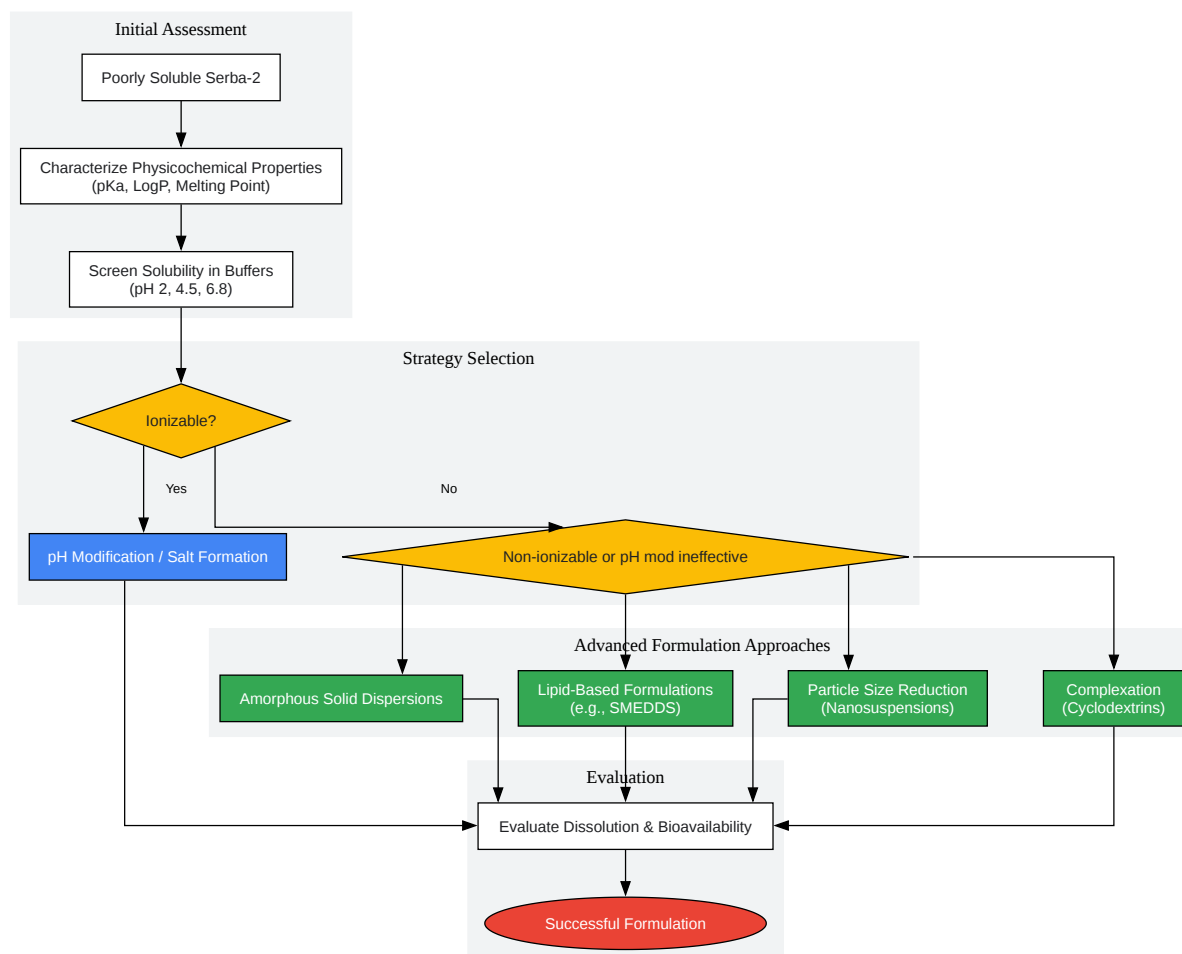 Initial Assessment
Poorly Soluble Serba-2
Characterize Physicochemical Properties
(pKa, LogP, Melting Point)
Screen Solubility in Buffers
(pH 2, 4.5, 6.8)
Strategy Selection
Ionizable?
Yes
No
pH Modification / Salt Formation
Non-ionizable or pH mod ineffective
Advanced Formulation Approaches
Amorphous Solid Dispersions
Lipid-Based Formulations
(e.g., SMEDDS)
Particle Size Reduction
(Nanosuspensions)
Complexation
(Cyclodextrins)
Evaluation
Evaluate Dissolution & Bioavailability
Successful Formulation